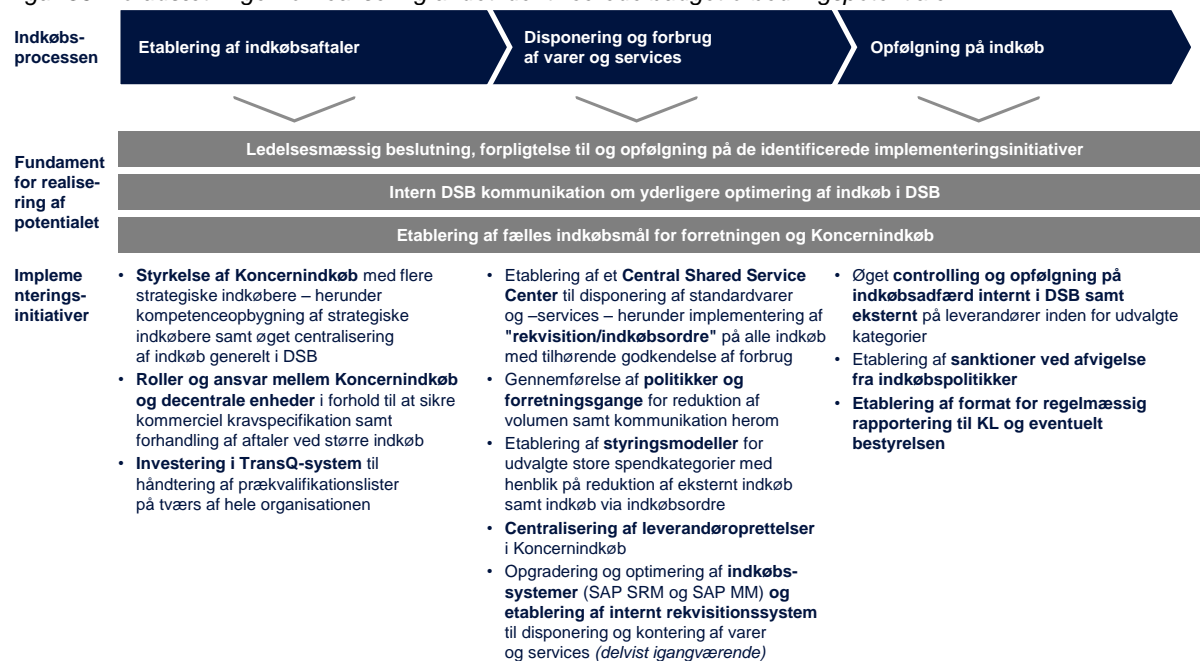 Indkøbs-
processen
Etablering af indkøbsaftaler
Disponering og forbrug
af varer og services
Opfølgning på indkøb
Fundament
for realise-
ring af
potentialet
Ledelsesmæssig beslutning, forpligtelse til og opfølgning på de identificerede implementeringsinitiativer
Intern DSB kommunikation om yderligere optimering af indkøb i DSB
Etablering af fælles indkøbsmål for forretningen og Koncernindkøb
Impleme
nterings-
initiativer
• Styrkelse af Koncernindkøb med flere
strategiske indkøbere – herunder
kompetenceopbygning af strategiske
indkøbere samt øget centralisering
af indkøb generelt i DSB
• Roller og ansvar mellem Koncernindkøb
og decentrale enheder i forhold til at sikre
kommerciel kravspecifikation samt
forhandling af aftaler ved større indkøb
• Investering i TransQ-system til
håndtering af prækvalifikationslister
på tværs af hele organisationen
• Etablering af et Central Shared Service
Center til disponering af standardvarer
og –services – herunder implementering af
"rekvisition/indkøbsordre" på alle indkøb
med tilhørende godkendelse af forbrug
• Gennemførelse af politikker og
forretningsgange for reduktion af
volumen samt kommunikation herom
• Etablering af styringsmodeller for
udvalgte store spendkategorier med
henblik på reduktion af eksternt indkøb
samt indkøb via indkøbsordre
• Centralisering af leverandøroprettelser
i Koncernindkøb
• Opgradering og optimering af indkøbs-
systemer (SAP SRM og SAP MM) og
etablering af internt rekvisitionssystem
til disponering og kontering af varer
og services (delvist igangværende)
• Øget controlling og opfølgning på
indkøbsadfærd internt i DSB samt
eksternt på leverandører inden for udvalgte
kategorier
• Etablering af sanktioner ved afvigelse
fra indkøbspolitikker
• Etablering af format for regelmæssig
rapportering til KL og eventuelt
bestyrelsen